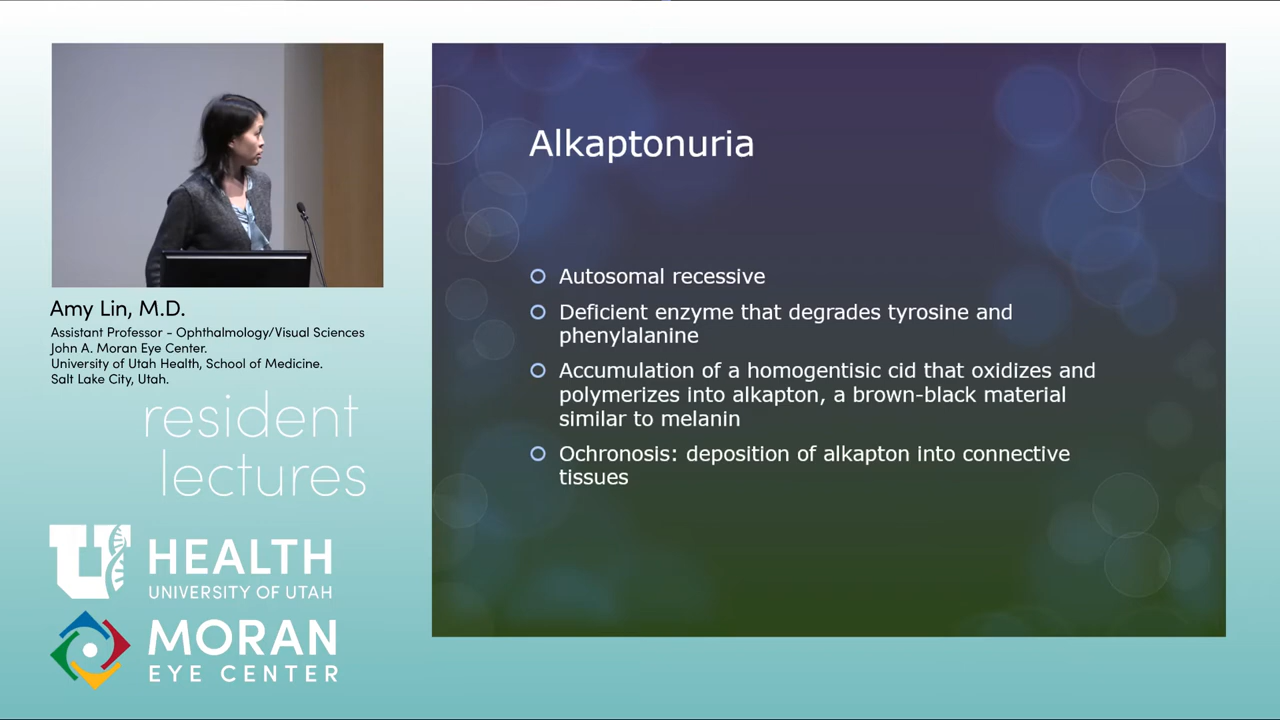 Amy Lin, M.D.
Assistant Professor - Ophthalmology/Visual Sciences
John A. Moran Eye Center.
University of Utah Health, School of Medicine.
Salt Lake City, Utah.
resident
lectures
U HEALTH
UNIVERSITY OF UTAH
MORAN
EYE CENTER
Alkaptonuria
Autosomal recessive
Deficient enzyme that degrades tyrosine and
phenylalanine
Accumulation of a homogentisic cid that oxidizes and
polymerizes into alkapton, a brown-black material
similar to melanin
Ochronosis: deposition of alkapton into connective
tissues